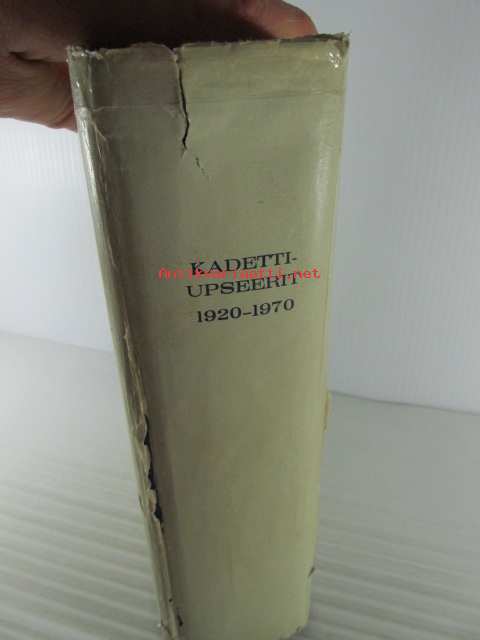 KADETTI-
Antikvariaatti.net
UPSEERIT
1920-1970